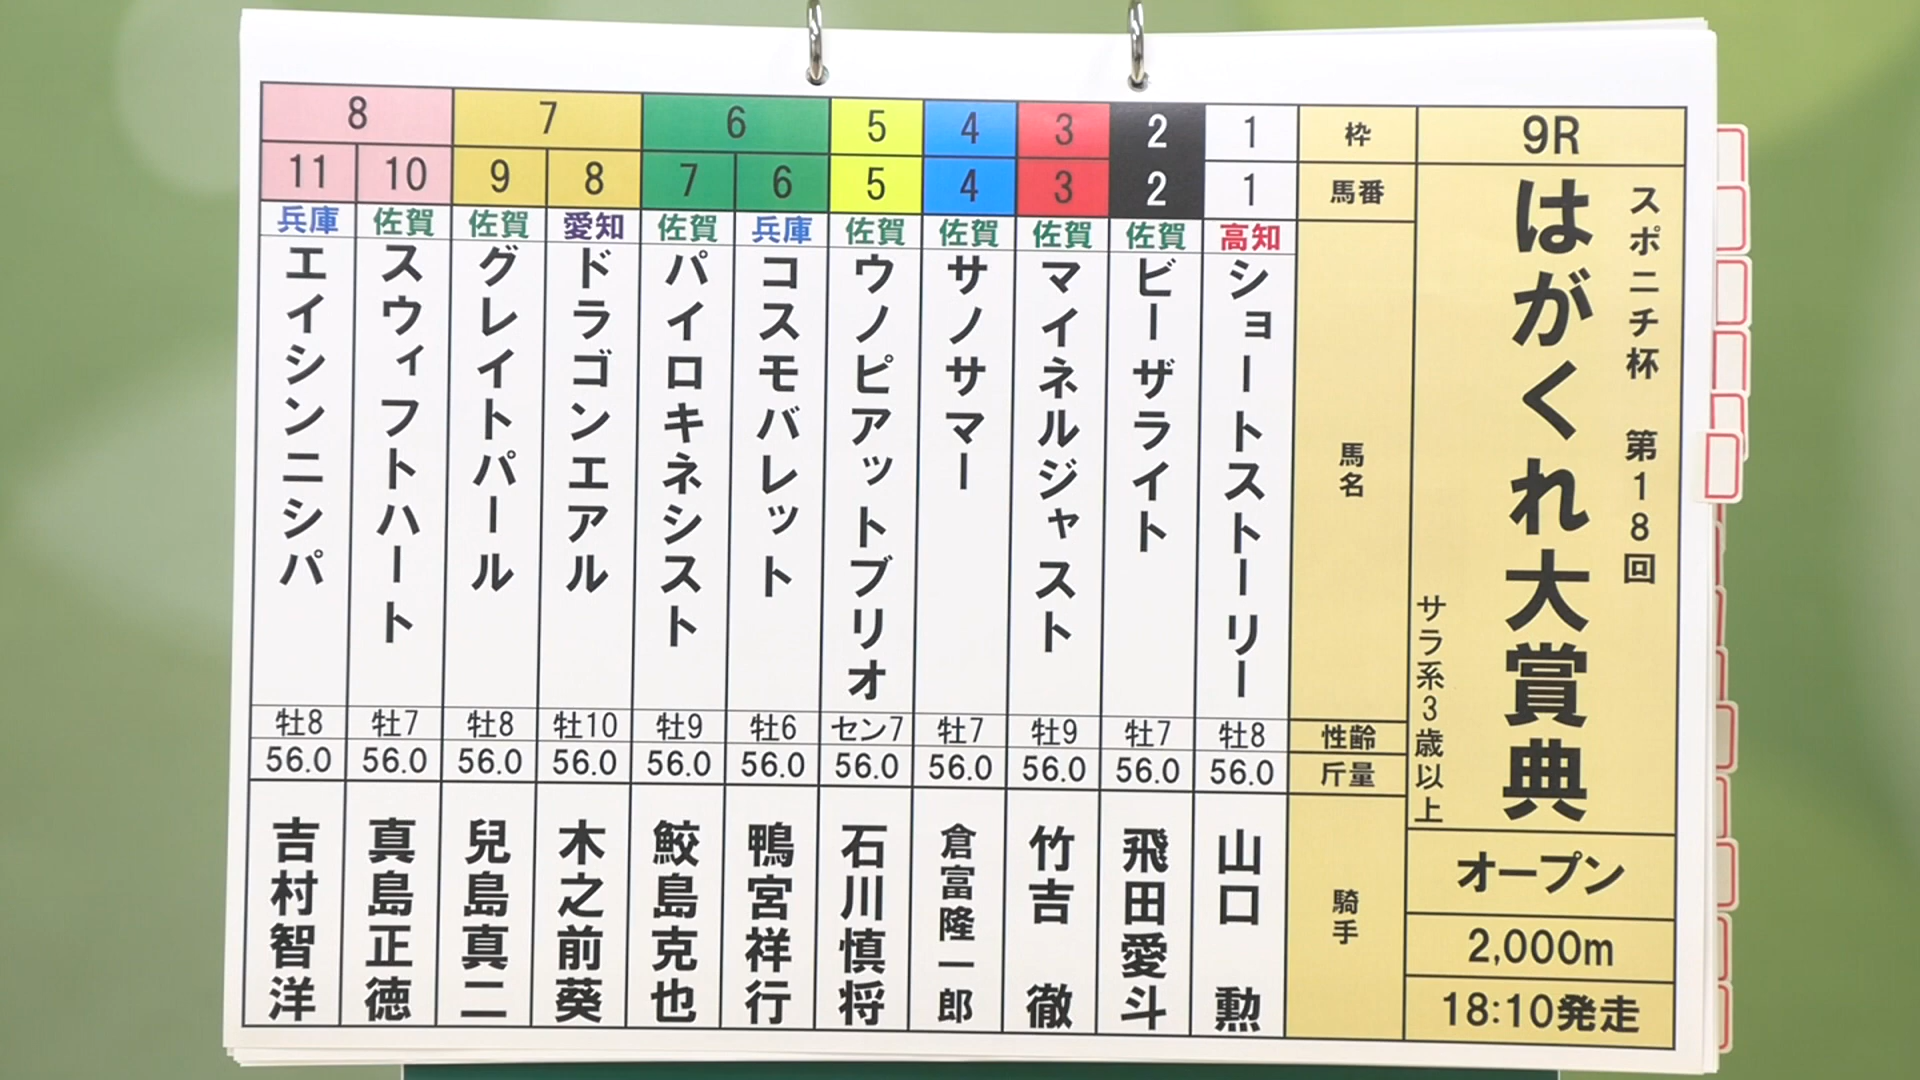 9R
スポニチ杯 第18回
はがくれ大賞典
サラ系3歳以上
オープン
2,000m
18:10発走
枠
馬番
馬名
性齢
斤量
騎手
1
1
高知
ショートストーリー
牡8
56.0
山口 勲
2
2
佐賀
ビーザライト
牡7
56.0
飛田愛斗
3
3
佐賀
マイネルジャスト
牡9
56.0
竹吉 徹
4
4
佐賀
サノサマー
牡7
56.0
倉富隆一郎
5
5
佐賀
ウノピアットブリオ
セン7
56.0
石川慎将
6
6
兵庫
コスモバレット
牡6
56.0
鴨宮祥行
7
佐賀
パイロキネシスト
牡9
56.0
鮫島克也
7
8
愛知
ドラゴンエアル
牡10
56.0
木之前葵
9
佐賀
グレイトパール
牡8
56.0
兒島真二
8
10
佐賀
スウィフトハート
牡7
56.0
真島正徳
11
兵庫
エイシンニシパ
牡8
56.0
吉村智洋